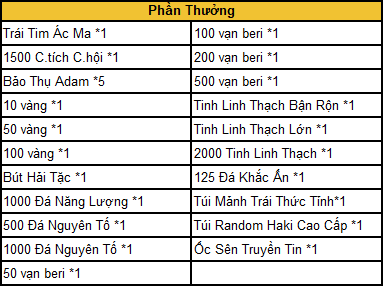 Phần Thưởng
Trái Tim Ác Ma *1
100 vạn beri *1
1500 C.tích C.hội *1
200 vạn beri *1
Bảo Thụ Adam *5
500 vạn beri *1
10 vàng *1
Tinh Linh Thạch Bận Rộn *1
50 vàng *1
Tinh Linh Thạch Lớn *1
100 vàng *1
2000 Tinh Linh Thạch *1
Bút Hải Tặc *1
125 Đá Khắc Ấn *1
1000 Đá Năng Lượng *1
Túi Mảnh Trái Thức Tỉnh*1
500 Đá Nguyên Tố *1
Túi Random Haki Cao Cấp *1
1000 Đá Nguyên Tố *1
Ốc Sên Truyền Tin *1
50 vạn beri *1